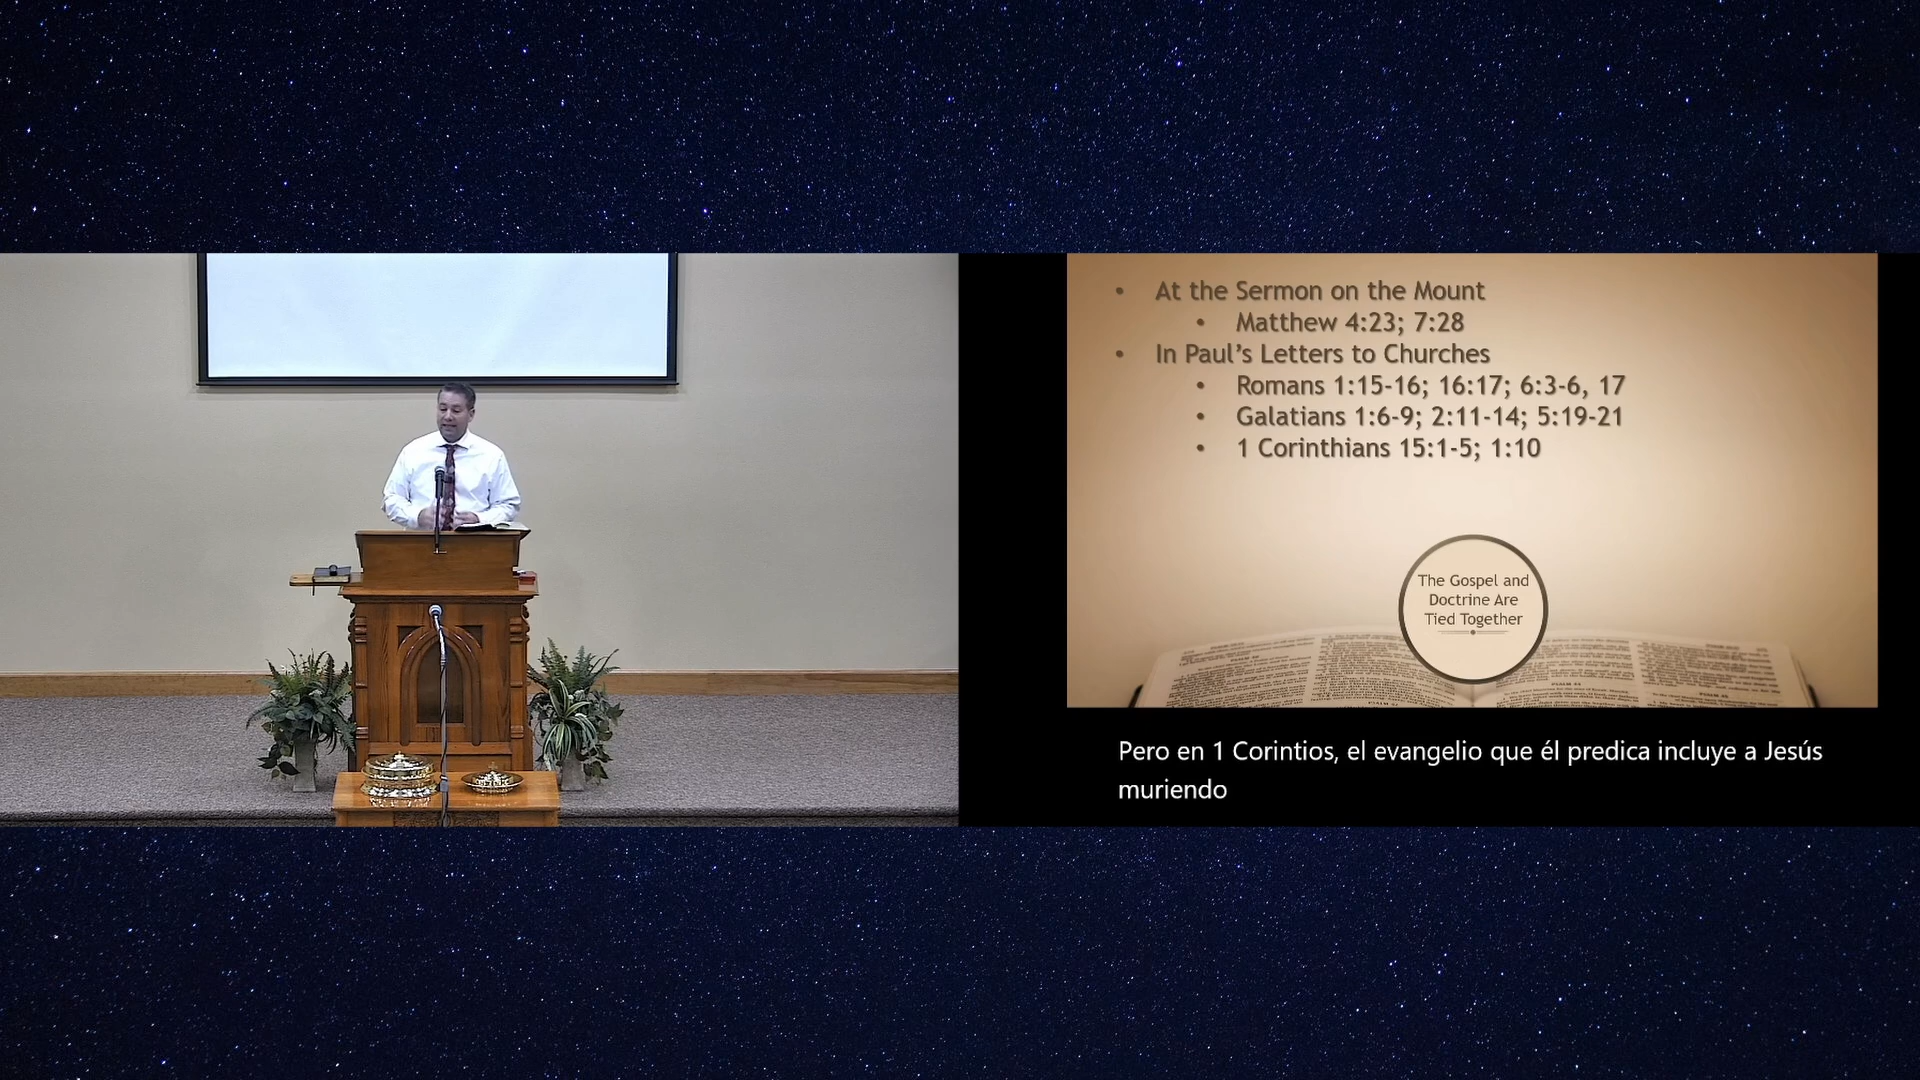 • At the Sermon on the Mount
• Matthew 4:23; 7:28
• In Paul’s Letters to Churches
• Romans 1:15-16; 16:17; 6:3-6, 17
• Galatians 1:6-9; 2:11-14; 5:19-21
• 1 Corinthians 15:1-5; 1:10
The Gospel and
Doctrine Are
Tied Together
Pero en 1 Corintios, el evangelio que él predica incluye a Jesús
muriendo